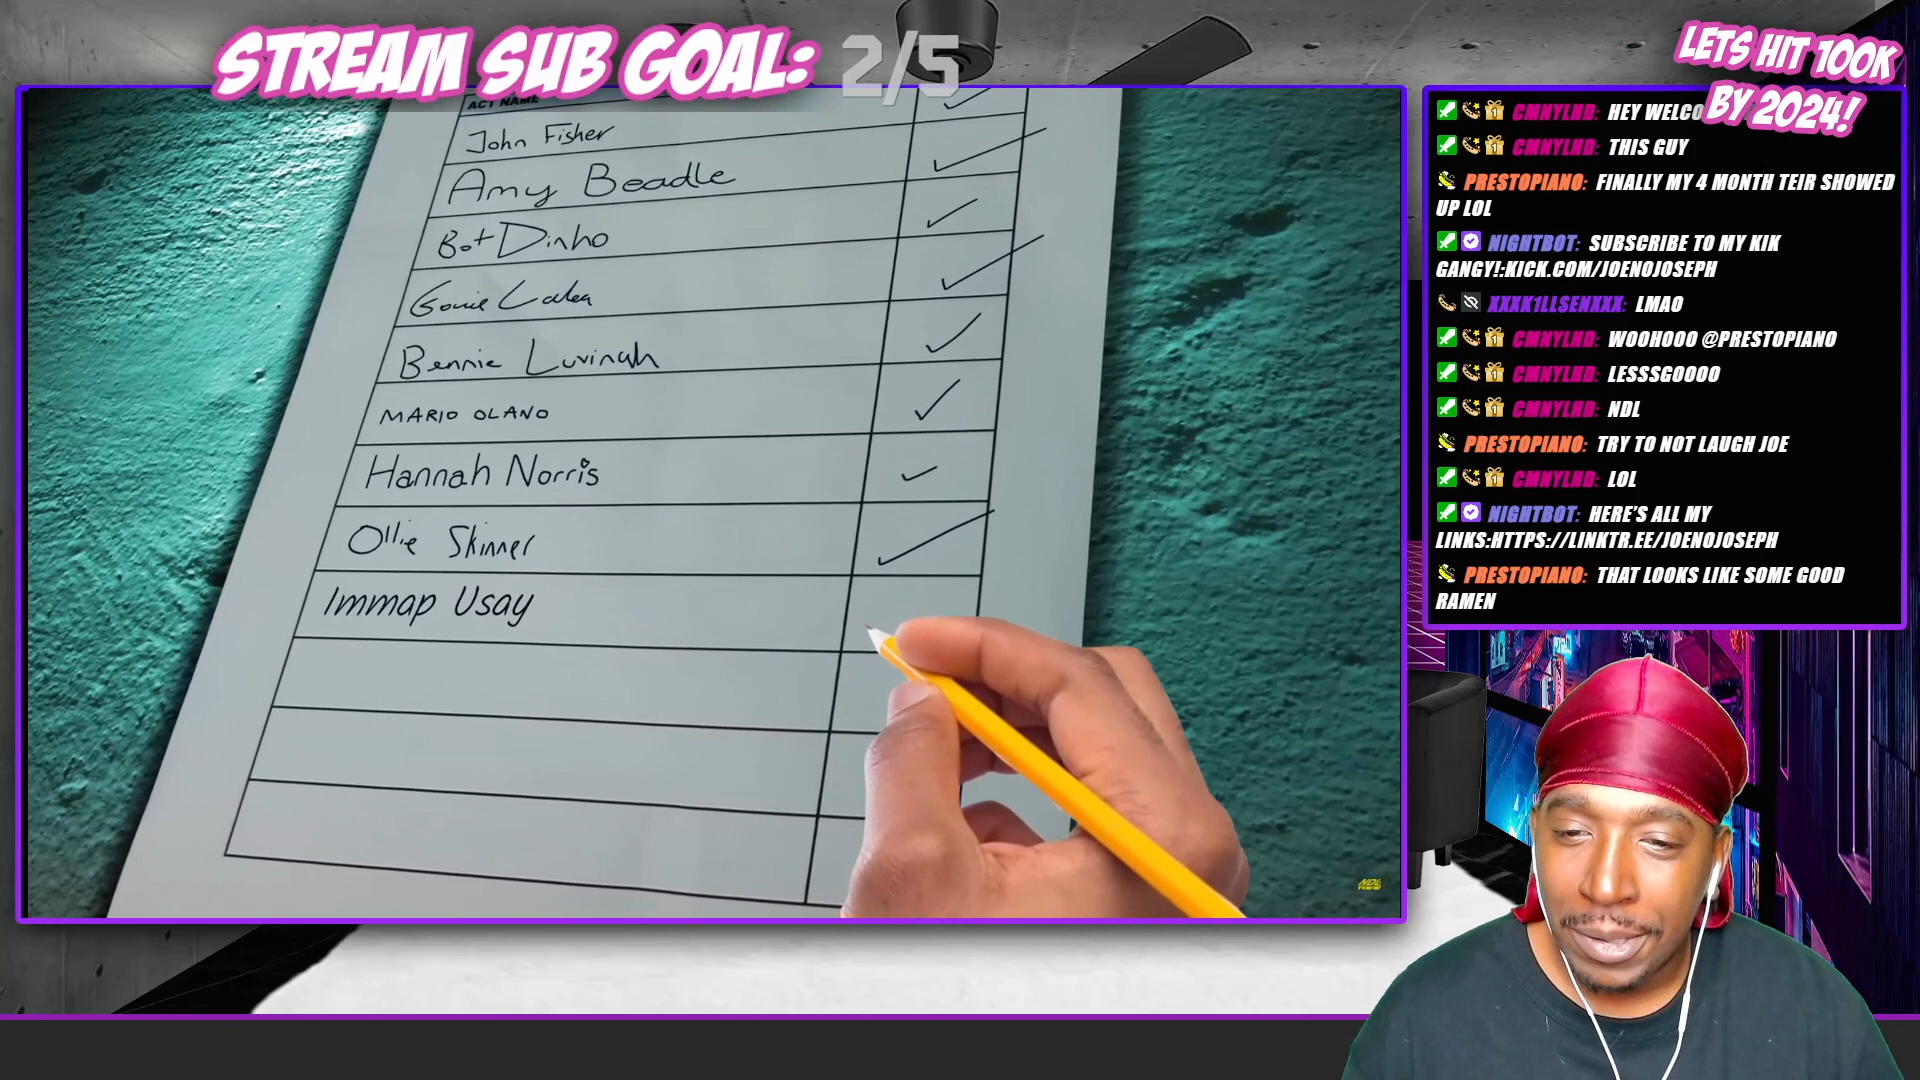 STREAM SUB GOAL: 2/5
LETS HIT 100K
BY 2024!
ACT NAME
John Fisher
Amy Beadle
Bot Dinho
Bennie Luvinah
MARIO OLANO
Hannah Norris
Ollie Skinner
Immap Usay
NDL
CMNYLHD: HEY WELCO
CMNYLHD: THIS GUY
PRESTOPIANO: FINALLY MY 4 MONTH TEIR SHOWED
UP LOL
NIGHTBOT: SUBSCRIBE TO MY KIK
GANGY!:KICK.COM/JOENOJOSEPH
XXXK1LLSENXXX: LMAO
CMNYLHD: WOOHOOO @PRESTOPIANO
CMNYLHD: LESSSGOOOO
CMNYLHD: NDL
PRESTOPIANO: TRY TO NOT LAUGH JOE
CMNYLHD: LOL
NIGHTBOT: HERE'S ALL MY
LINKS:HTTPS://LINKTR.EE/JOENOJOSEPH
PRESTOPIANO: THAT LOOKS LIKE SOME GOOD
RAMEN